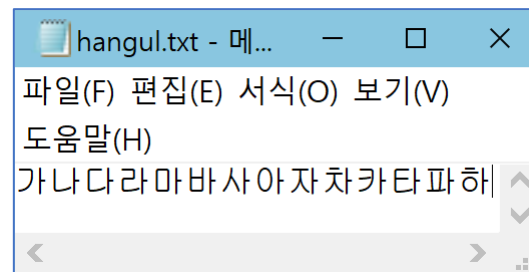 hangul.txt - 메...
파일(F) 편집(E) 서식(O) 보기(V)
도움말(H)
가나다라마바사아자차카타파하